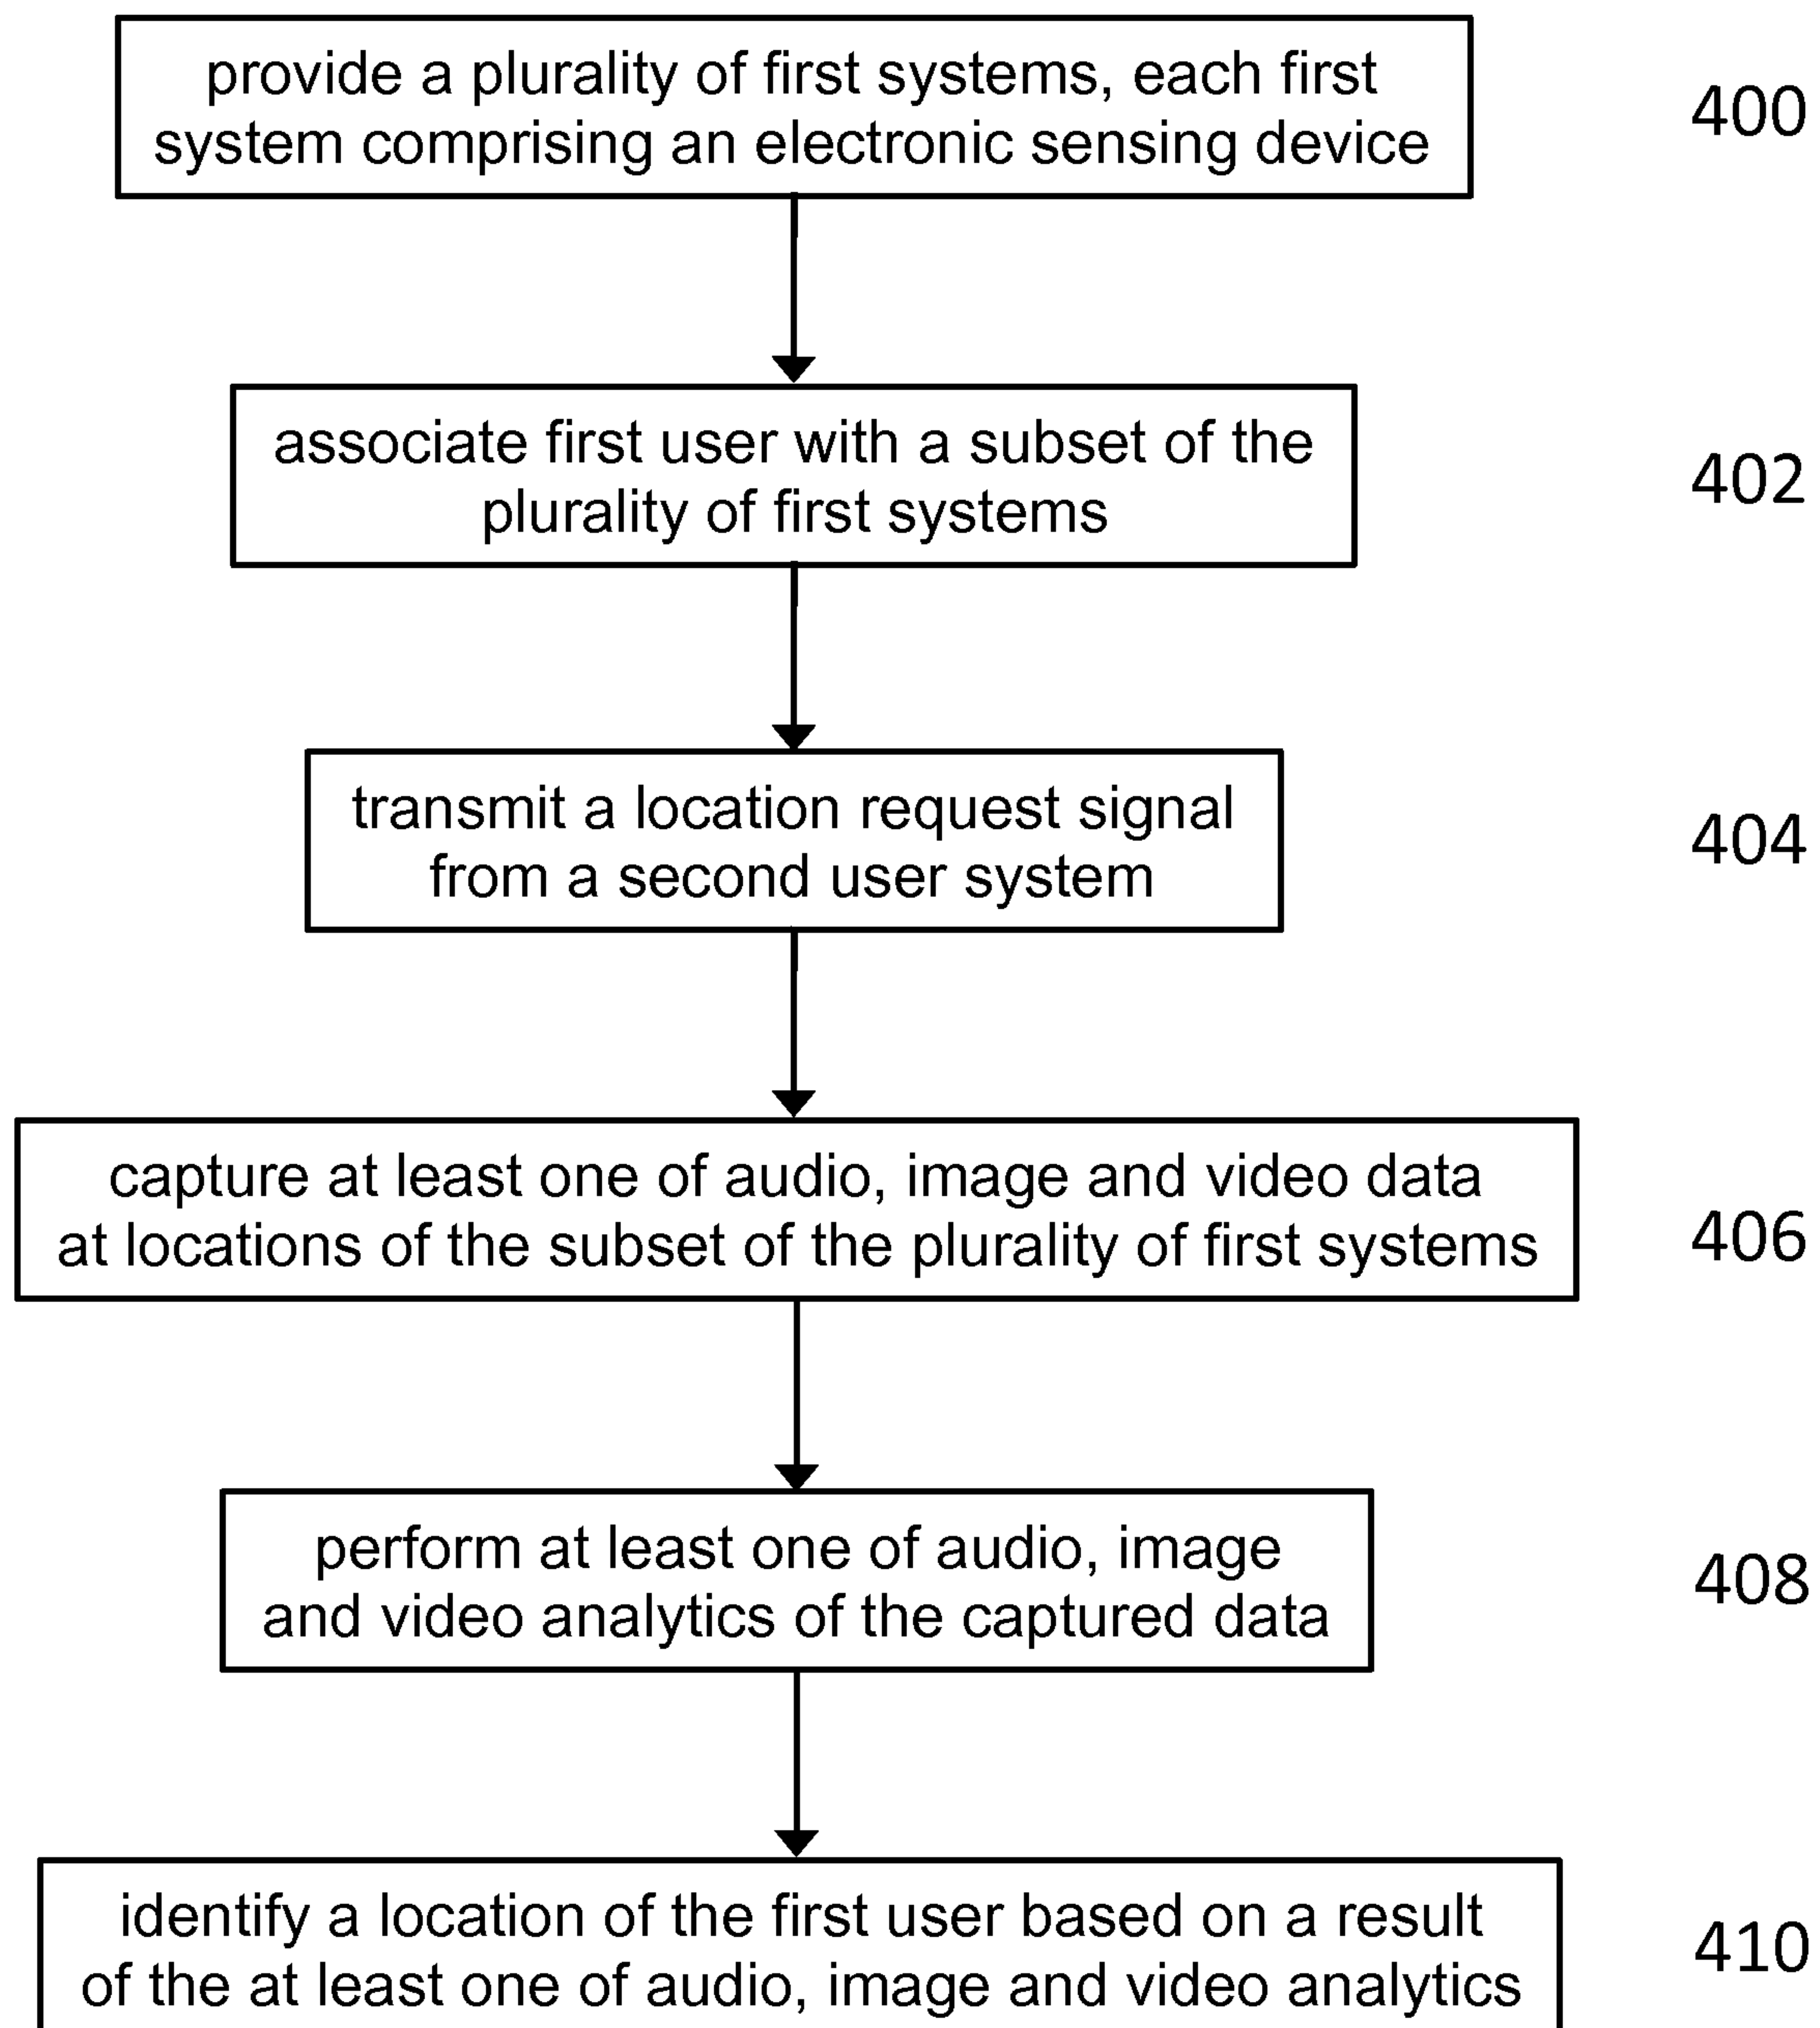 provide a plurality of first systems, each first
system comprising an electronic sensing device
400
associate first user with a subset of the
plurality of first systems
402
transmit a location request signal
from a second user system
404
capture at least one of audio, image and video data
at locations of the subset of the plurality of first systems
406
perform at least one of audio, image
and video analytics of the captured data
408
identify a location of the first user based on a result
of the at least one of audio, image and video analytics
410